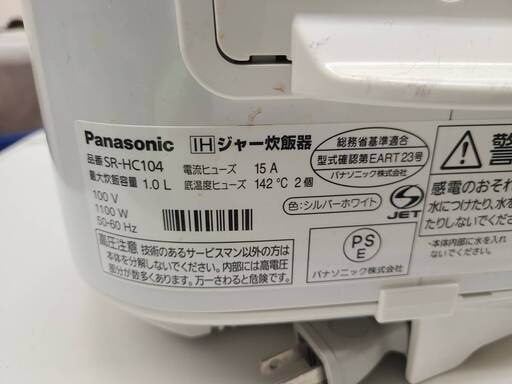 Panasonic IHジャー炊飯器
品番 SR-HC104
最大炊飯容量 1.0 L
100 V
1100 W
50-60 Hz
電流ヒューズ 15 A
底温度ヒューズ 142 ℃ 2個
色:シルバーホワイト
高圧注意 技術のあるサービスマン以外の方は
本体を分解しないでください。内部には高電圧
部分が数多くあります。万一さわると危険です。
総務省基準適合
型式確認第EART23号
パナソニック株式会社
JET
PS
E
パナソニック株式会社
警
感電のおそれ
水につけたり、水を
たりしないでください
・本体内部に水を入れ
ないでください。